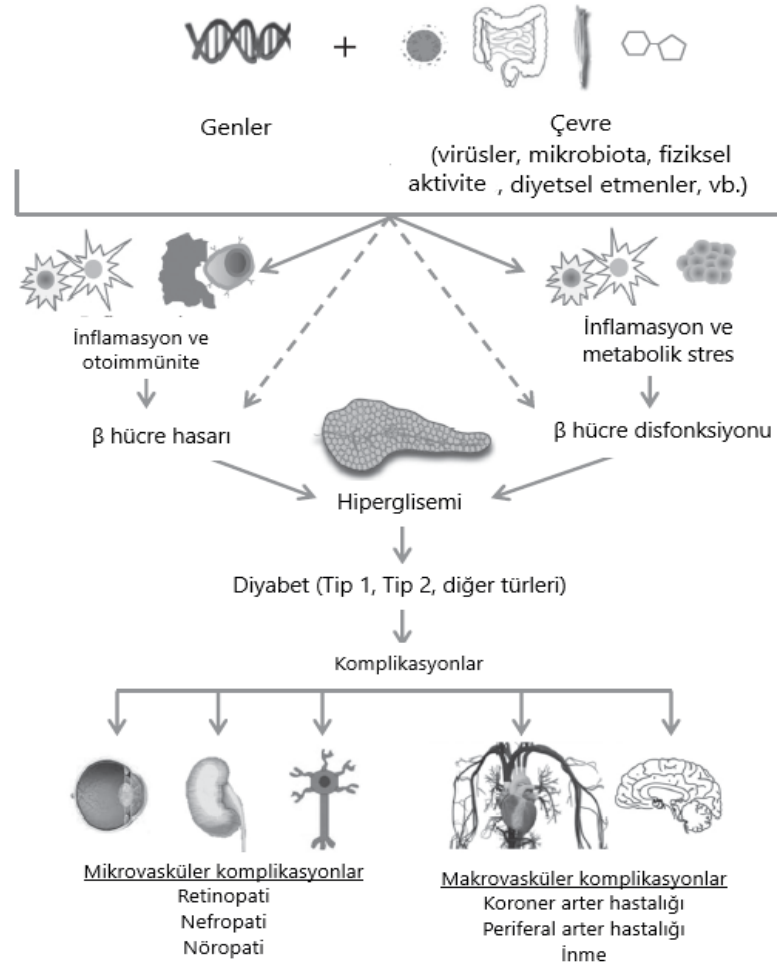 +
Genler
Çevre
(virüsler, mikrobiota, fiziksel
aktivite , diyetsel etmenler, vb.)
İnflamasyon ve
otoimmünite
İnflamasyon ve
metabolik stres
β hücre hasarı
β hücre disfonksiyonu
Hiperglisemi
Diyabet (Tip 1, Tip 2, diğer türleri)
Komplikasyonlar
Mikrovasküler komplikasyonlar
Retinopati
Nefropati
Nöropati
Makrovasküler komplikasyonlar
Koroner arter hastalığı
Periferal arter hastalığı
İnme